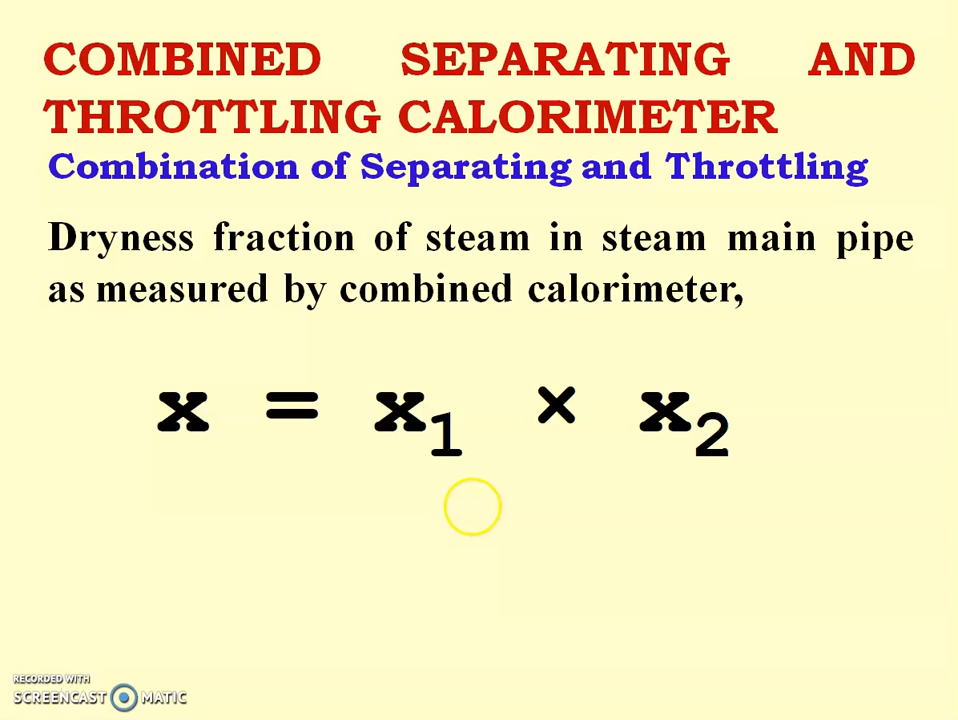 COMBINED SEPARATING AND
THROTTLING CALORIMETER
Combination of Separating and Throttling
Dryness fraction of steam in steam main pipe
as measured by combined calorimeter,
x = x₁ × x₂
RECORDED WITH
SCREENCAST MATIC